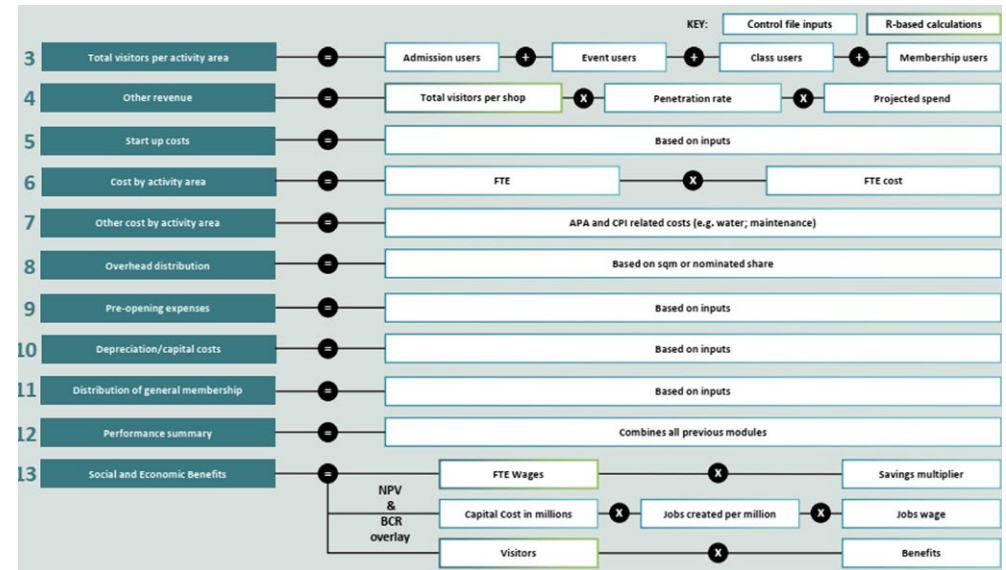 KEY: Control file inputs R-based calculations
3 Total visitors per activity area = Admission users + Event users + Class users + Membership users
4 Other revenue = Total visitors per shop X Penetration rate X Projected spend
5 Start up costs = Based on inputs
6 Cost by activity area = FTE X FTE cost
7 Other cost by activity area = APA and CPI related costs (e.g. water; maintenance)
8 Overhead distribution = Based on sqm or nominated share
9 Pre-opening expenses = Based on inputs
10 Depreciation/capital costs = Based on inputs
11 Distribution of general membership = Based on inputs
12 Performance summary = Combines all previous modules
13 Social and Economic Benefits = FTE Wages X Savings multiplier
NPV
&
BCR
overlay
Capital Cost in millions X Jobs created per million X Jobs wage
Visitors X Benefits